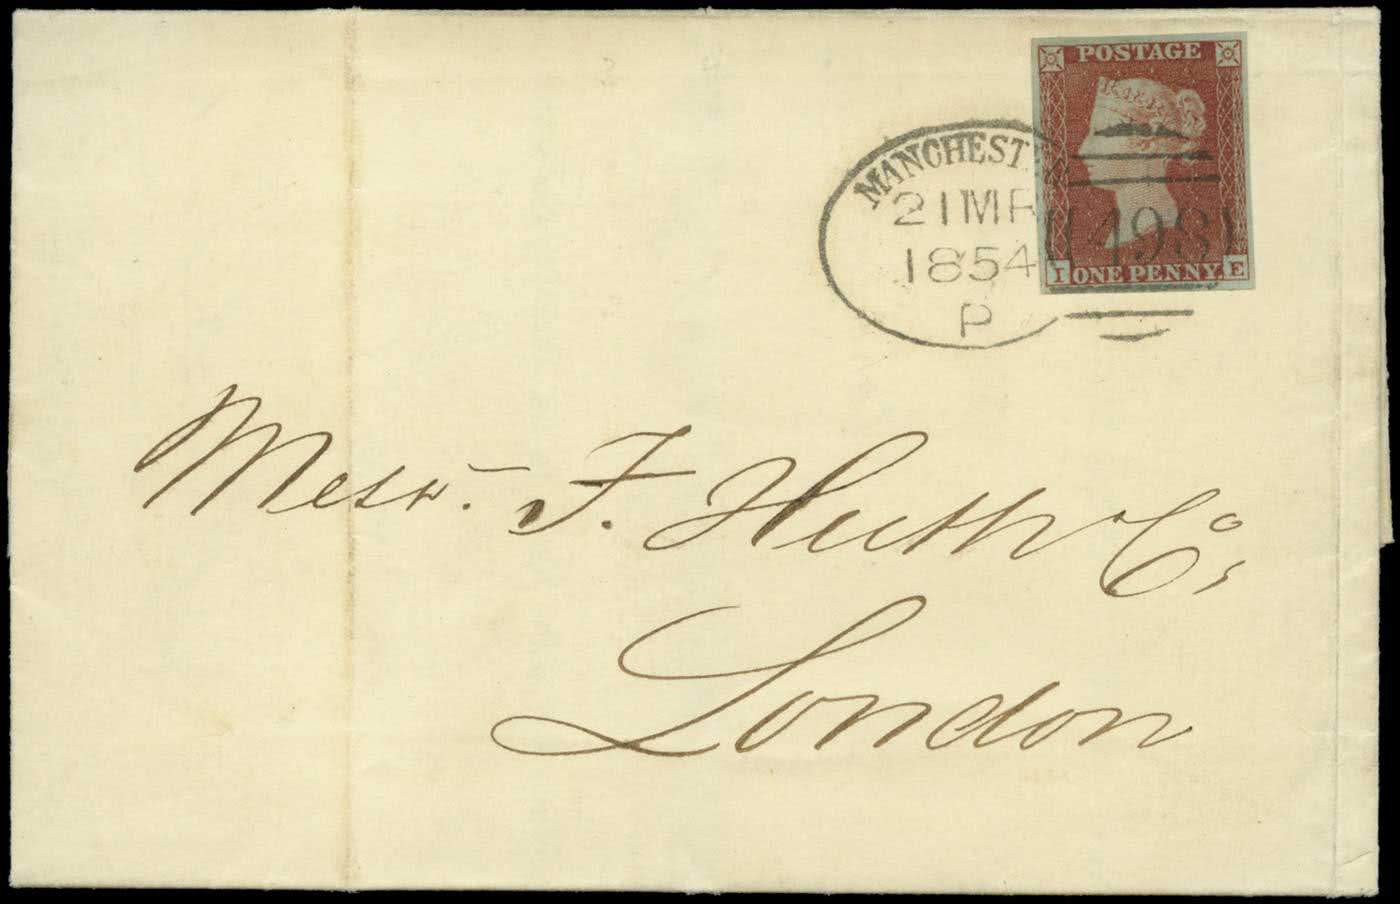 POSTAGE
MANCHEST
21 MR
1854
P
(498)
I ONE PENNY. E
Messrs. F. Huth & Co,
London